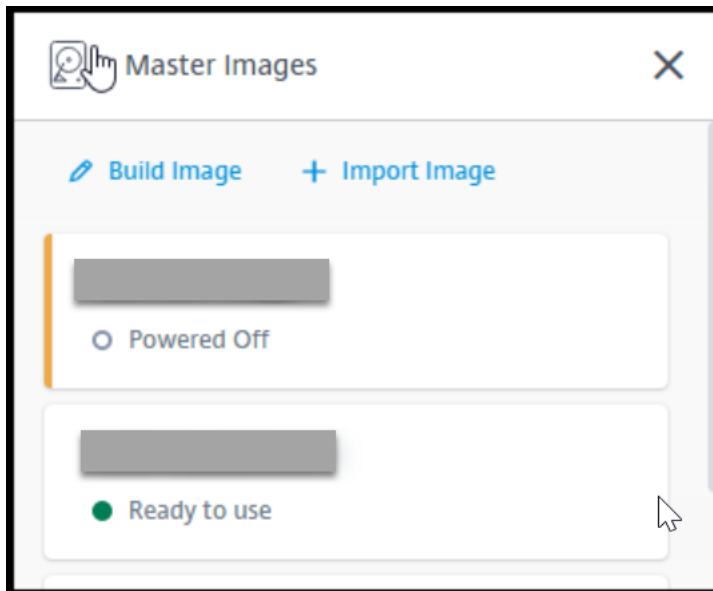 Master Images
Build Image
Import Image
Powered Off
Ready to use